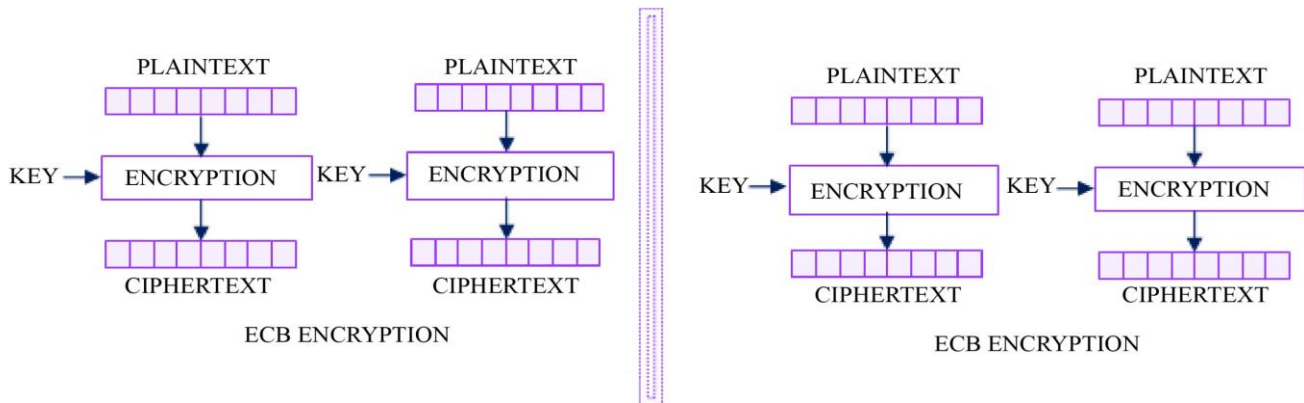 PLAINTEXT PLAINTEXT
KEY ENCRYPTION KEY ENCRYPTION
CIPHERTEXT CIPHERTEXT
ECB ENCRYPTION
PLAINTEXT PLAINTEXT
KEY ENCRYPTION KEY ENCRYPTION
CIPHERTEXT CIPHERTEXT
ECB ENCRYPTION